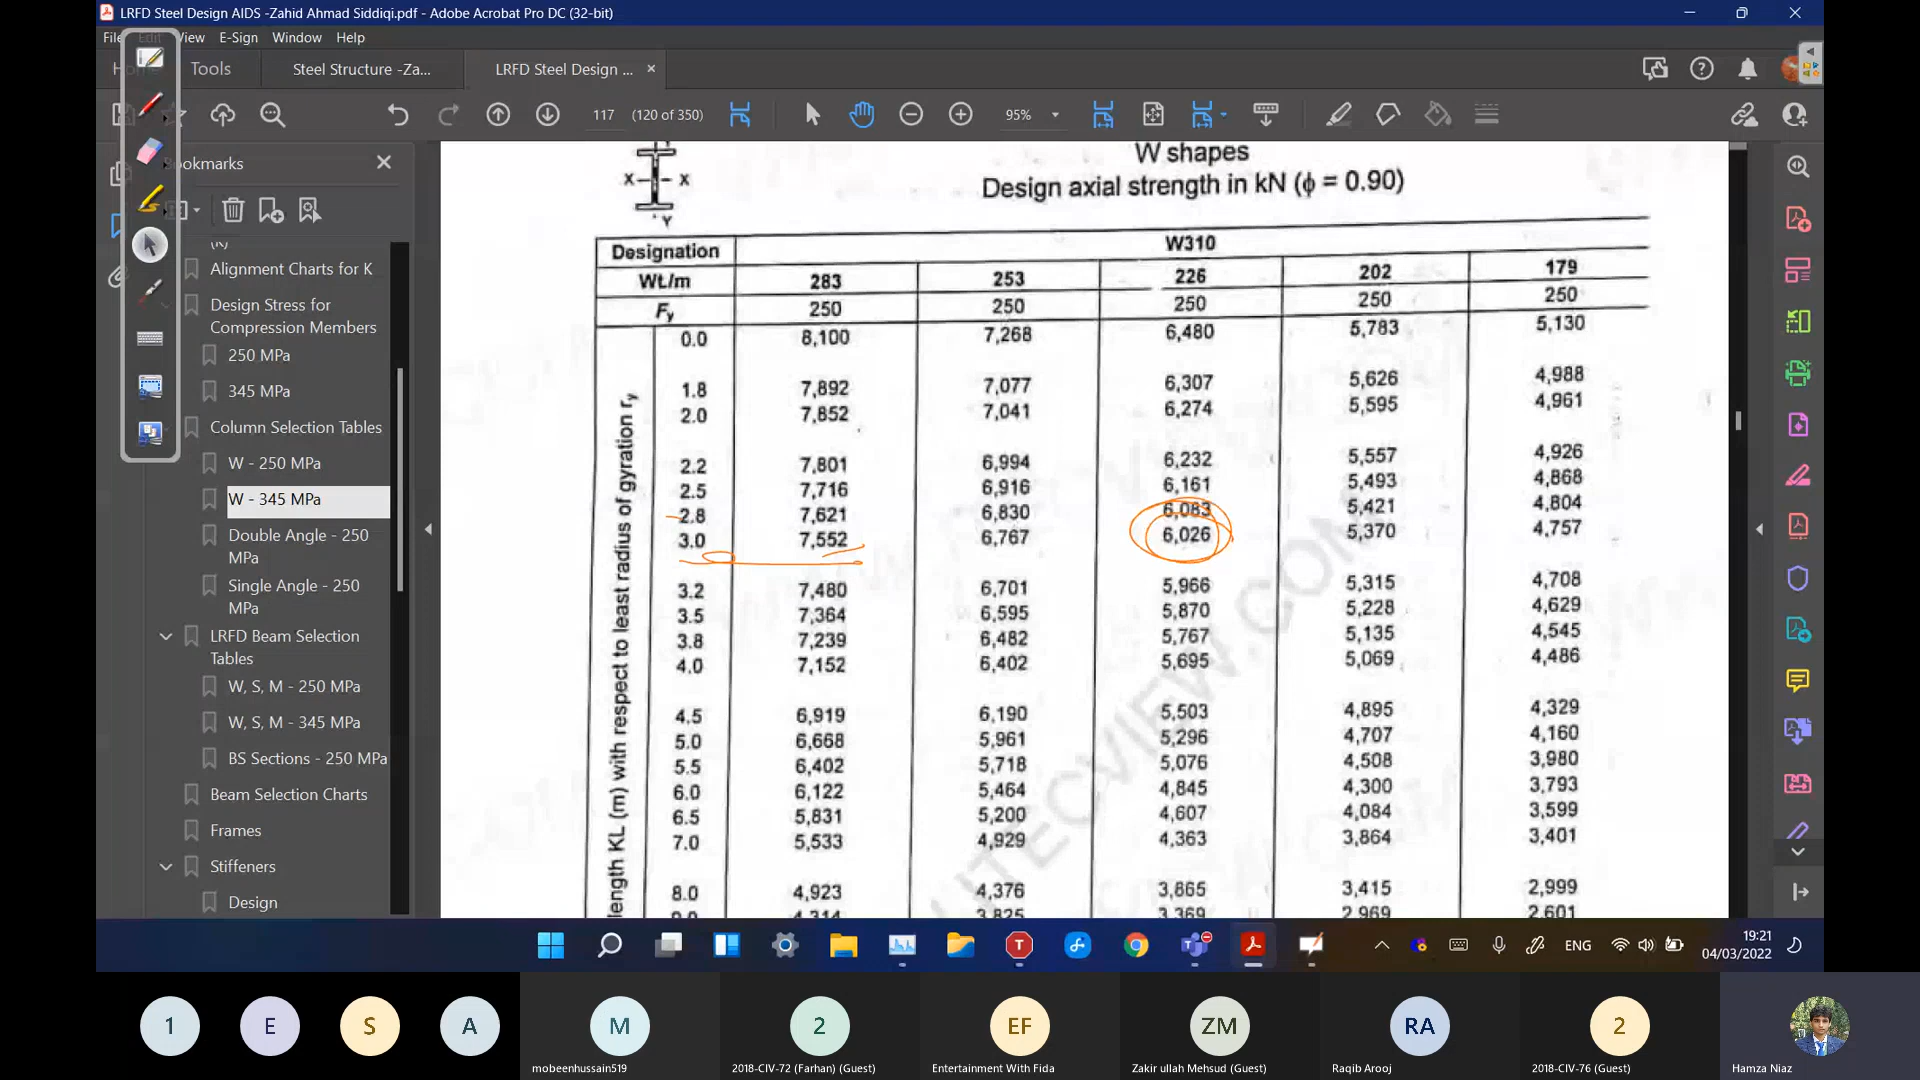 LRFD Steel Design AIDS -Zahid Ahmad Siddiqi.pdf - Adobe Acrobat Pro DC (32-bit)
File Edit View E-Sign Window Help
Home Tools Steel Structure -Za... LRFD Steel Design ... ×
117 (120 of 350) 95%
Bookmarks
(K)
Alignment Charts for K
Design Stress for
Compression Members
250 MPa
345 MPa
Column Selection Tables
W - 250 MPa
W - 345 MPa
Double Angle - 250
MPa
Single Angle - 250
MPa
LRFD Beam Selection
Tables
W, S, M - 250 MPa
W, S, M - 345 MPa
BS Sections - 250 MPa
Beam Selection Charts
Frames
Stiffeners
Design
X X
Y
W shapes
Design axial strength in kN (ϕ = 0.90)
Designation W310
Wt./m 283 253 226 202 179
Fy 250 250 250 250 250
length KL (m) with respect to least radius of gyration ry
0.0 8,100 7,268 6,480 5,783 5,130
1.8 7,892 7,077 6,307 5,626 4,988
2.0 7,852 7,041 6,274 5,595 4,961
2.2 7,801 6,994 6,232 5,557 4,926
2.5 7,716 6,916 6,161 5,493 4,868
2.8 7,621 6,830 6,083 5,421 4,804
3.0 7,552 6,767 6,026 5,370 4,757
3.2 7,480 6,701 5,966 5,315 4,708
3.5 7,364 6,595 5,870 5,228 4,629
3.8 7,239 6,482 5,767 5,135 4,545
4.0 7,152 6,402 5,695 5,069 4,486
4.5 6,919 6,190 5,503 4,895 4,329
5.0 6,668 5,961 5,296 4,707 4,160
5.5 6,402 5,718 5,076 4,508 3,980
6.0 6,122 5,464 4,845 4,300 3,793
6.5 5,831 5,200 4,607 4,084 3,599
7.0 5,533 4,929 4,363 3,864 3,401
8.0 4,923 4,376 3,865 3,415 2,999
9.0 4,314 3,825 3,369 2,969 2,601
ENG
19:21
04/03/2022
1 E S A M 2 EF ZM RA 2
mobeenhussain519
2018-CIV-72 (Farhan) (Guest)
Entertainment With Fida
Zakir ullah Mehsud (Guest)
Raqib Arooj
2018-CIV-76 (Guest)
Hamza Niaz